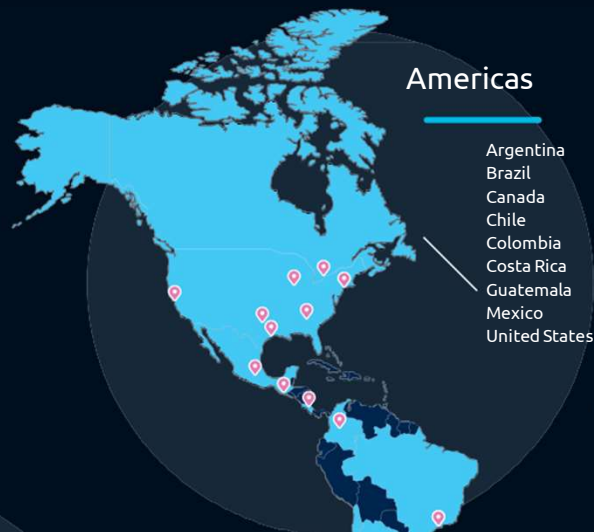 Americas
Argentina
Brazil
Canada
Chile
Colombia
Costa Rica
Guatemala
Mexico
United States